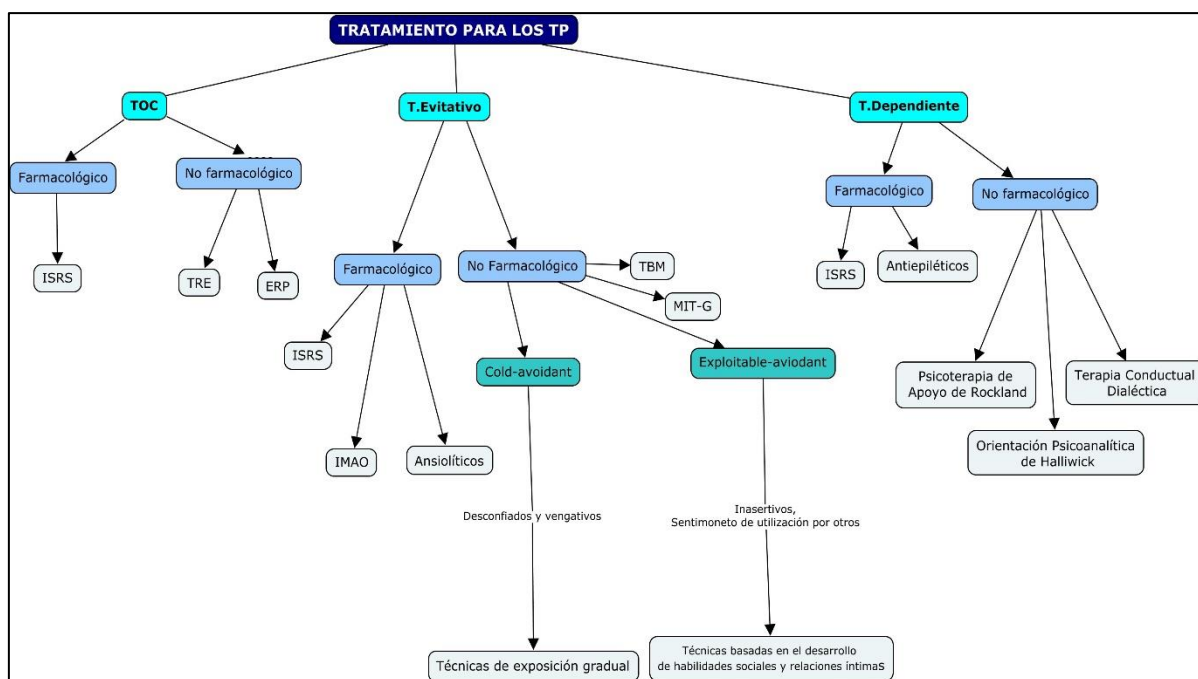 TRATAMIENTO PARA LOS TP
TOC
T.Evitativo
T.Dependiente
Farmacológico
No farmacológico
ISRS
TRE
ERP
Farmacológico
No Farmacológico
TBM
MIT-G
ISRS
IMAO
Ansiolíticos
Cold-avoidant
Exploitable-aviodant
Desconfiados y vengativos
Inasertivos,
Sentimoneto de utilización por otros
Técnicas de exposición gradual
Técnicas basadas en el desarrollo
de habilidades sociales y relaciones íntimas
Farmacológico
No farmacológico
ISRS
Antiepiléticos
Psicoterapia de
Apoyo de Rockland
Orientación Psicoanalítica
de Halliwick
Terapia Conductual
Dialéctica